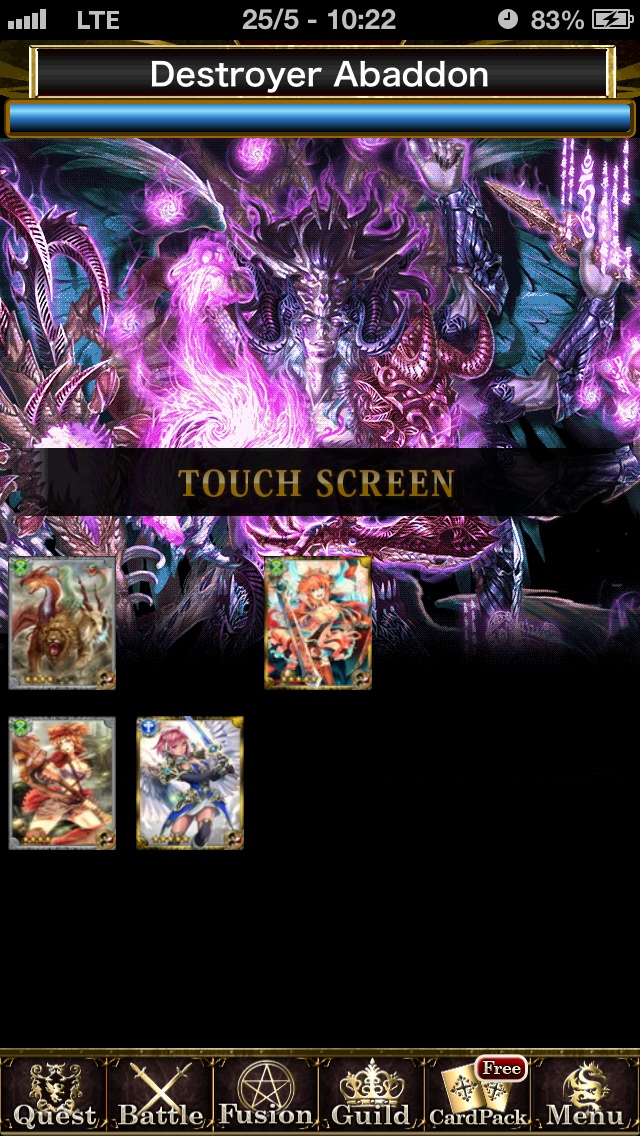 LTE 25/5 - 10:22 83%
Destroyer Abaddon
TOUCH SCREEN
Free
Quest Battle Fusion Guild CardPack Menu